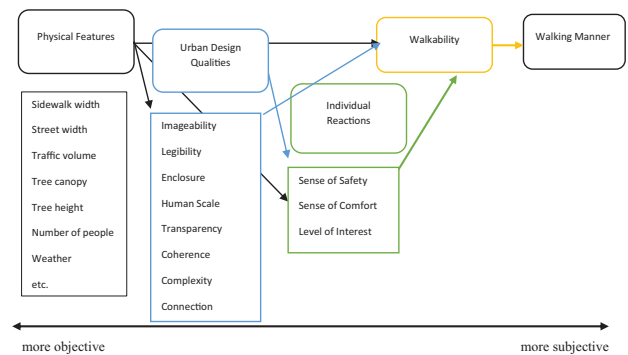 Physical Features
Urban Design
Qualities
Walkability
Walking Manner
Individual
Reactions
Sidewalk width
Street width
Traffic volume
Tree canopy
Tree height
Number of people
Weather
etc.
Imageability
Legibility
Enclosure
Human Scale
Transparency
Coherence
Complexity
Connection
Sense of Safety
Sense of Comfort
Level of Interest
more objective
more subjective